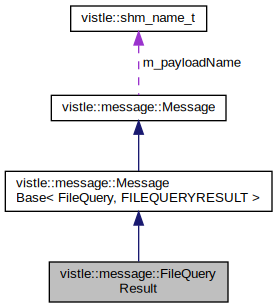 vistle::shm_name_t
m_payloadName
vistle::message::Message
vistle::message::Message
Base< FileQuery, FILEQUERYRESULT >
vistle::message::FileQuery
Result